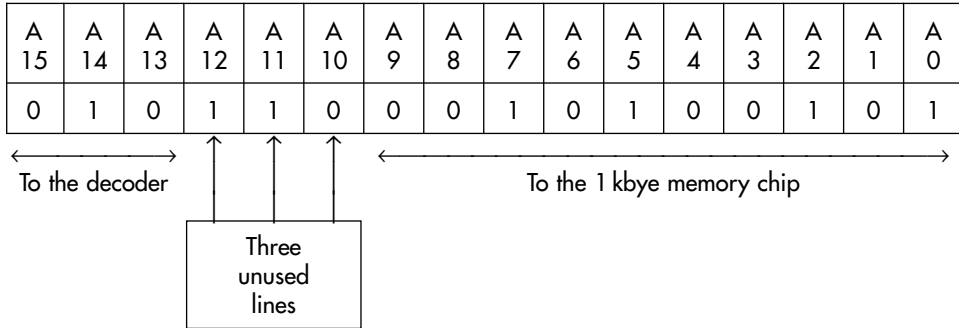 A A A A A A A A A A A A A A A A
15 14 13 12 11 10 9 8 7 6 5 4 3 2 1 0
0 1 0 1 1 0 0 0 1 0 1 0 0 1 0 1
To the decoder To the 1 kbye memory chip
Three
unused
lines